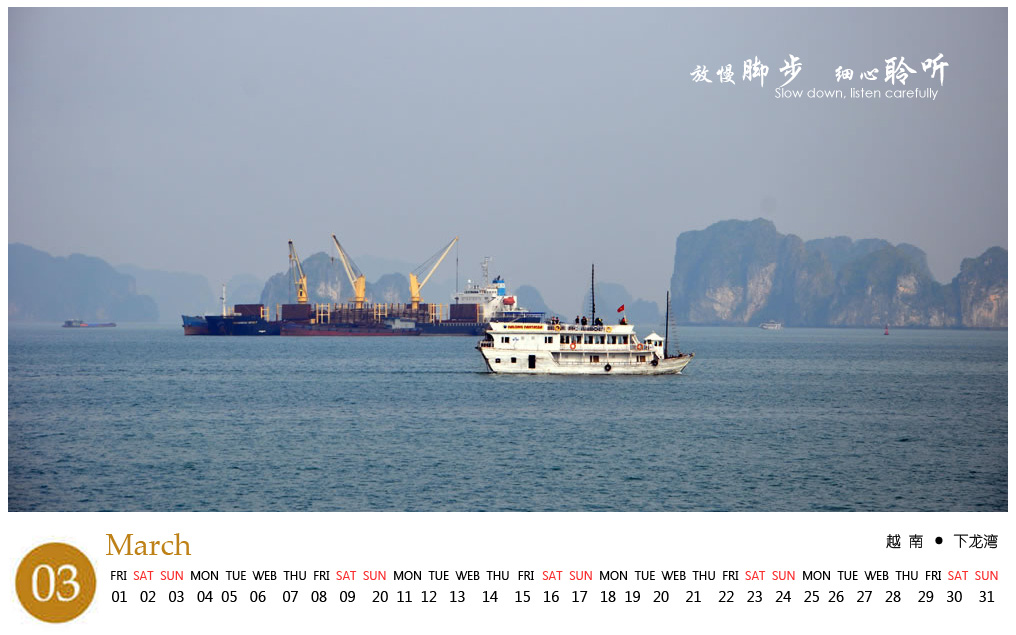 放慢脚步 细心聆听
Slow down, listen carefully
03
March
越南 • 下龙湾
FRI SAT SUN MON TUE WEB THU FRI SAT SUN MON TUE WEB THU FRI SAT SUN MON TUE WEB THU FRI SAT SUN MON TUE WEB THU FRI SAT SUN
01 02 03 04 05 06 07 08 09 20 11 12 13 14 15 16 17 18 19 20 21 22 23 24 25 26 27 28 29 30 31